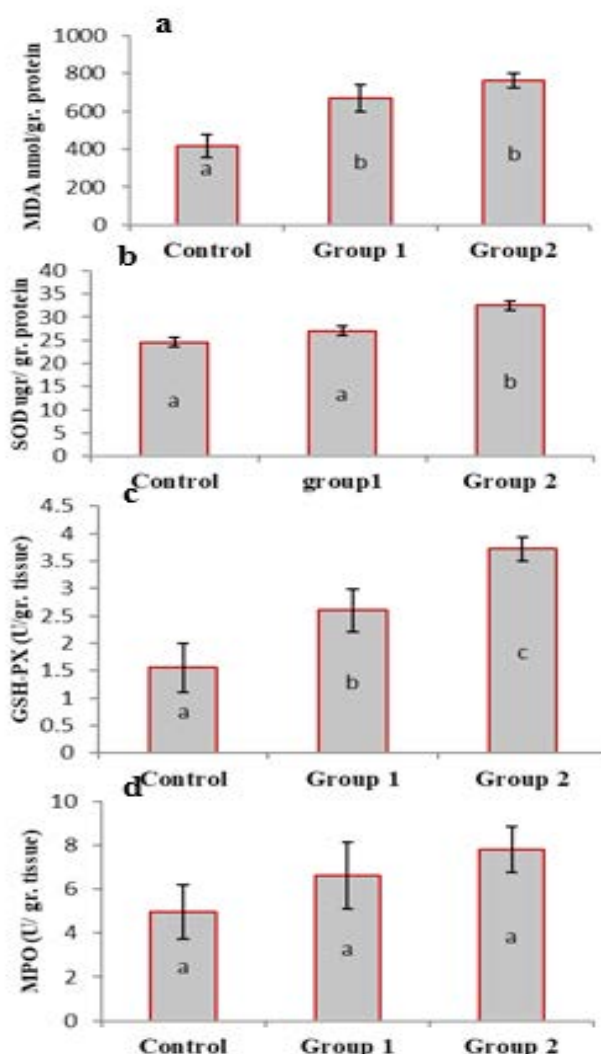 a
1000
800
600
400
200
0
MDA nmol/gr. protein
a
b
b
Control Group 1 Group2
b
40
35
30
25
20
15
10
5
0
SOD ugr/ gr. protein
a
a
b
Control group1 Group 2
c
4.5
4
3.5
3
2.5
2
1.5
1
0.5
0
GSH-PX (U/gr. tissue)
a
b
c
Control Group 1 Group 2
d
10
8
6
4
2
0
MPO (U/ gr. tissue)
a
a
a
Control Group 1 Group 2